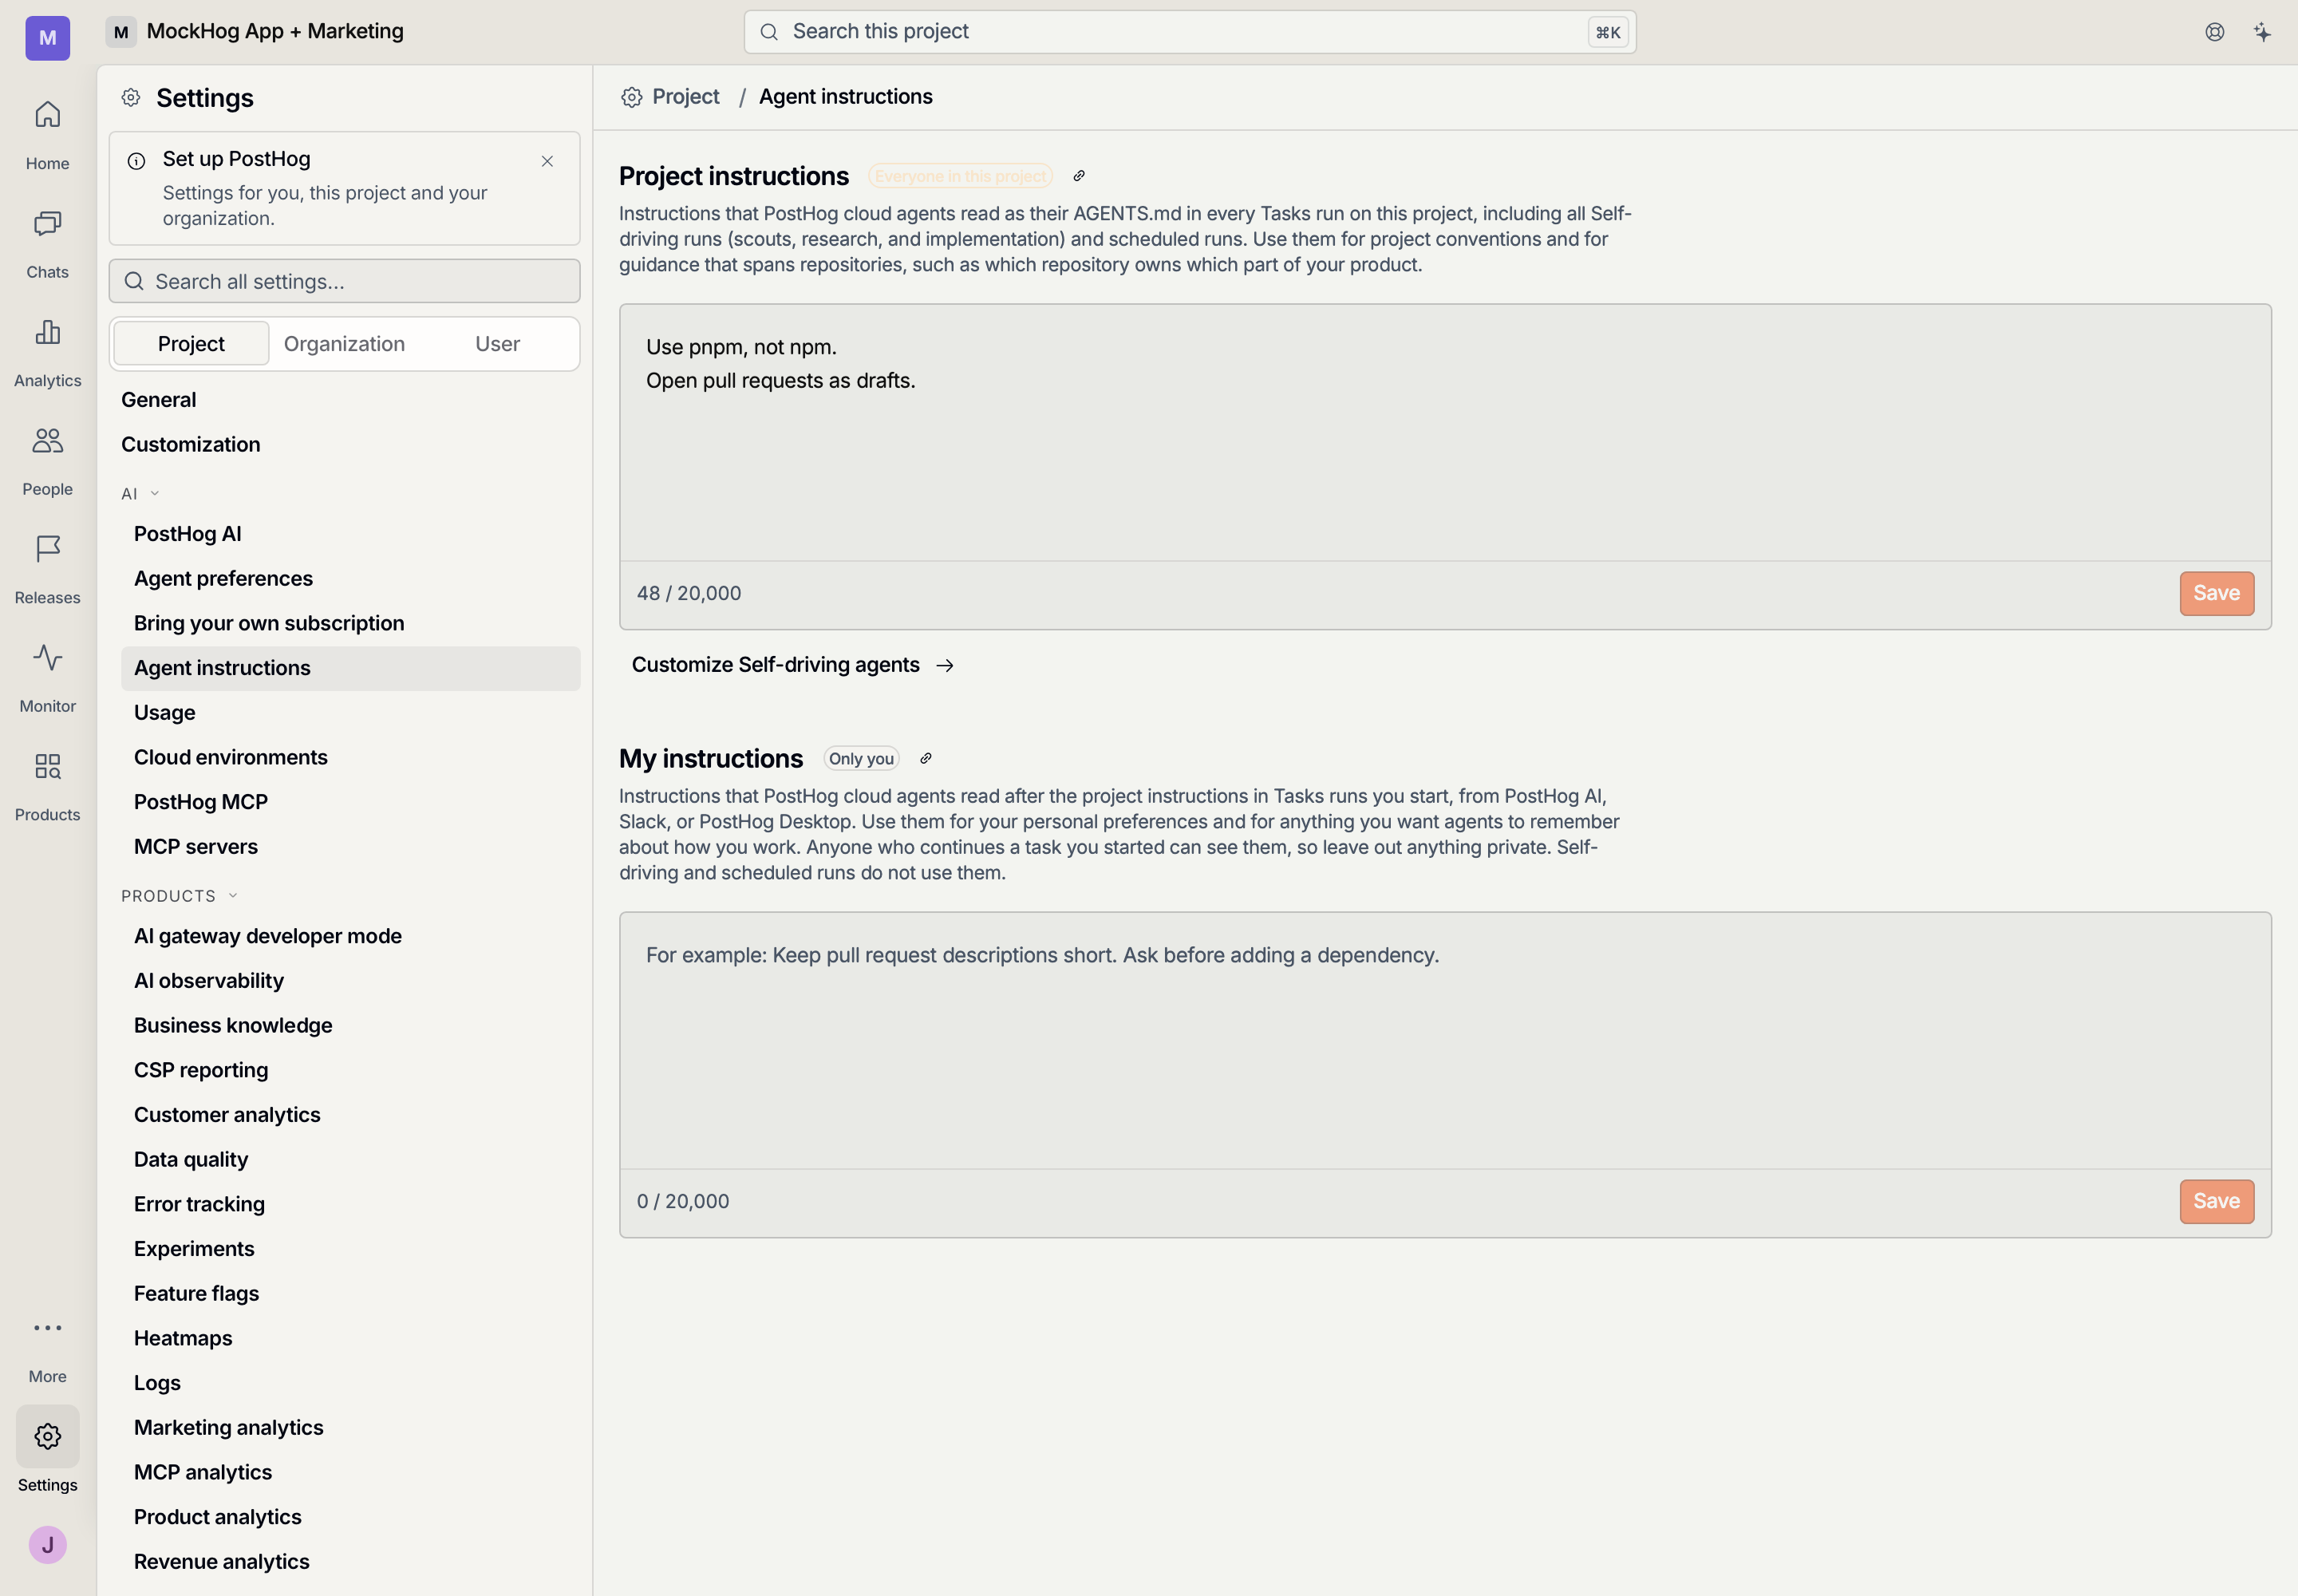 M
M MockHog App + Marketing
Search this project
⌘K
Home
Chats
Analytics
People
Releases
Monitor
Products
More
Settings
J
Settings
Set up PostHog
Settings for you, this project and your
organization.
Search all settings...
Project Organization User
General
Customization
AI
PostHog AI
Agent preferences
Bring your own subscription
Agent instructions
Usage
Cloud environments
PostHog MCP
MCP servers
PRODUCTS
AI gateway developer mode
AI observability
Business knowledge
CSP reporting
Customer analytics
Data quality
Error tracking
Experiments
Feature flags
Heatmaps
Logs
Marketing analytics
MCP analytics
Product analytics
Revenue analytics
Project / Agent instructions
Project instructions Everyone in this project
Instructions that PostHog cloud agents read as their AGENTS.md in every Tasks run on this project, including all Self-
driving runs (scouts, research, and implementation) and scheduled runs. Use them for project conventions and for
guidance that spans repositories, such as which repository owns which part of your product.
Use pnpm, not npm.
Open pull requests as drafts.
48 / 20,000
Save
Customize Self-driving agents →
My instructions Only you
Instructions that PostHog cloud agents read after the project instructions in Tasks runs you start, from PostHog AI,
Slack, or PostHog Desktop. Use them for your personal preferences and for anything you want agents to remember
about how you work. Anyone who continues a task you started can see them, so leave out anything private. Self-
driving and scheduled runs do not use them.
For example: Keep pull request descriptions short. Ask before adding a dependency.
0 / 20,000
Save